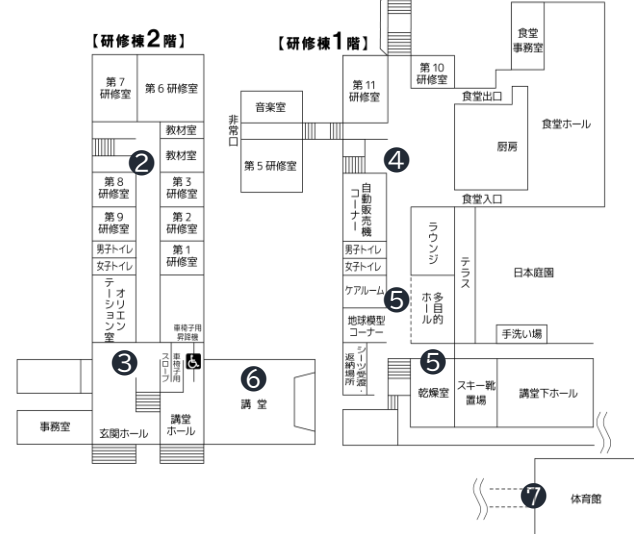 【研修棟2階】
第7
研修室
第6研修室
教材室
教材室
2
第8
研修室
第3
研修室
第9
研修室
第2
研修室
男子トイレ
女子トイレ
第1
研修室
オリエン
テーション室
車椅子用
昇降機
車椅子用
スロープ
3
6
講堂
事務室
玄関ホール
講堂
ホール
【研修棟1階】
第11
研修室
第10
研修室
食堂
事務室
食堂出口
食堂ホール
厨房
音楽室
非常口
第5研修室
4
自動販売機
コーナー
食堂入口
ラウンジ
テラス
日本庭園
男子トイレ
女子トイレ
ケアルーム
5
多目的
ホール
地球模型
コーナー
手洗い場
シーツ受渡・
返納場所
5
乾燥室
スキー靴
置場
講堂下ホール
7
体育館